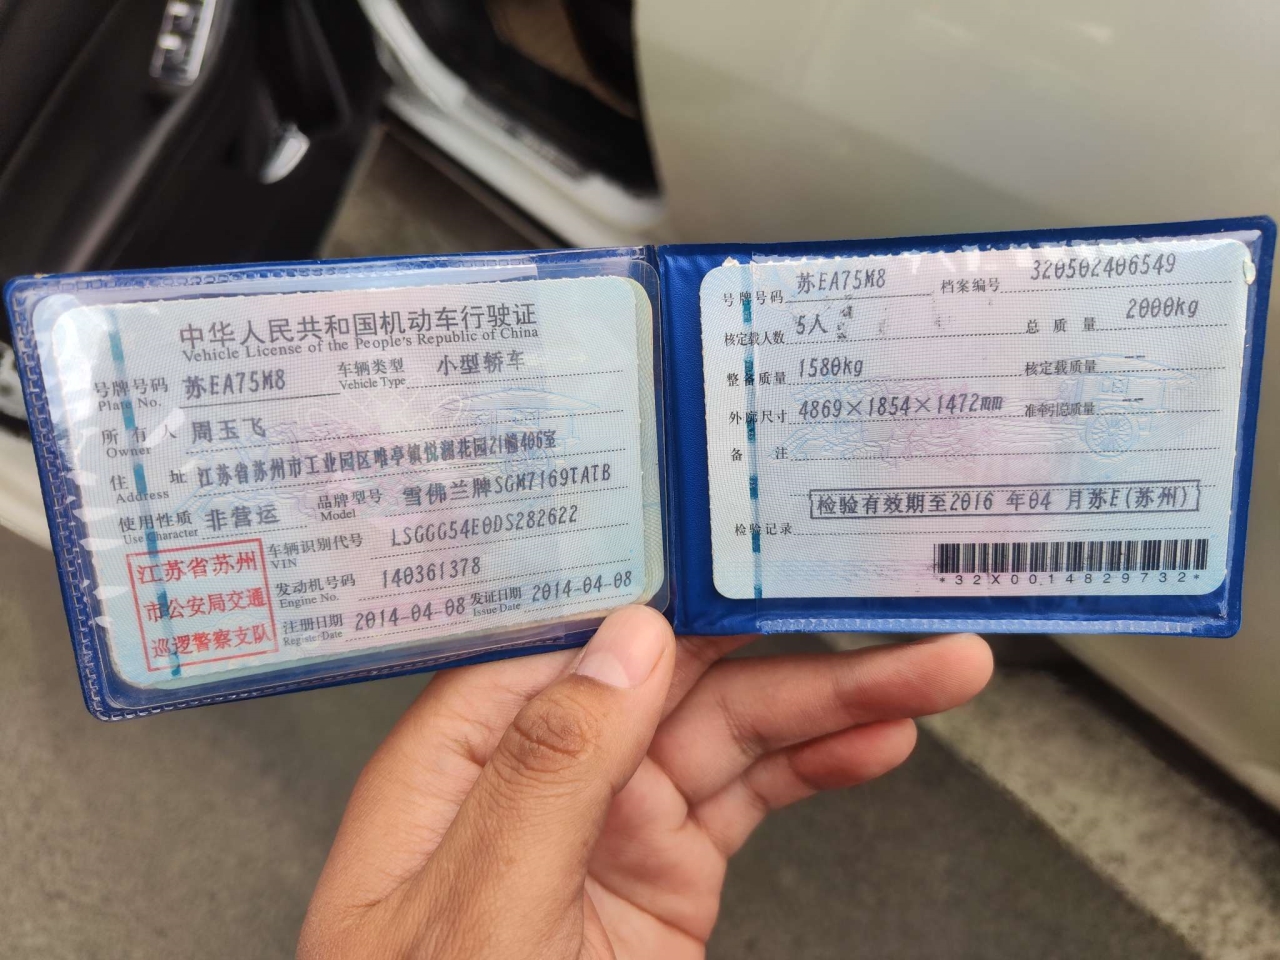 中华人民共和国机动车行驶证
Vehicle License of the People's Republic of China
号牌号码 苏EA75M8 车辆类型 小型轿车
Plate No. Vehicle Type
所有人 周玉飞
Owner
住址 江苏省苏州市工业园区唯亭镇悦澜花园21幢406室
Address
使用性质 非营运 品牌型号 雪佛兰牌SGM7169TATB
Use Character Model
车辆识别代号 LSGGG54E0DS282622
VIN
发动机号码 140361378
Engine No.
注册日期 2014-04-08 发证日期 2014-04-08
Register Date Issue Date
江苏省苏州
市公安局交通
巡逻警察支队
号牌号码 苏EA75M8 档案编号 320502406549
核定载人数 5人 总质量 2000kg
整备质量 1580kg 核定载质量 --
外廓尺寸 4869×1854×1472mm 准牵引总质量 --
备注
检验有效期至2016 年04 月苏E(苏州)
检验记录
*32X0014829732*